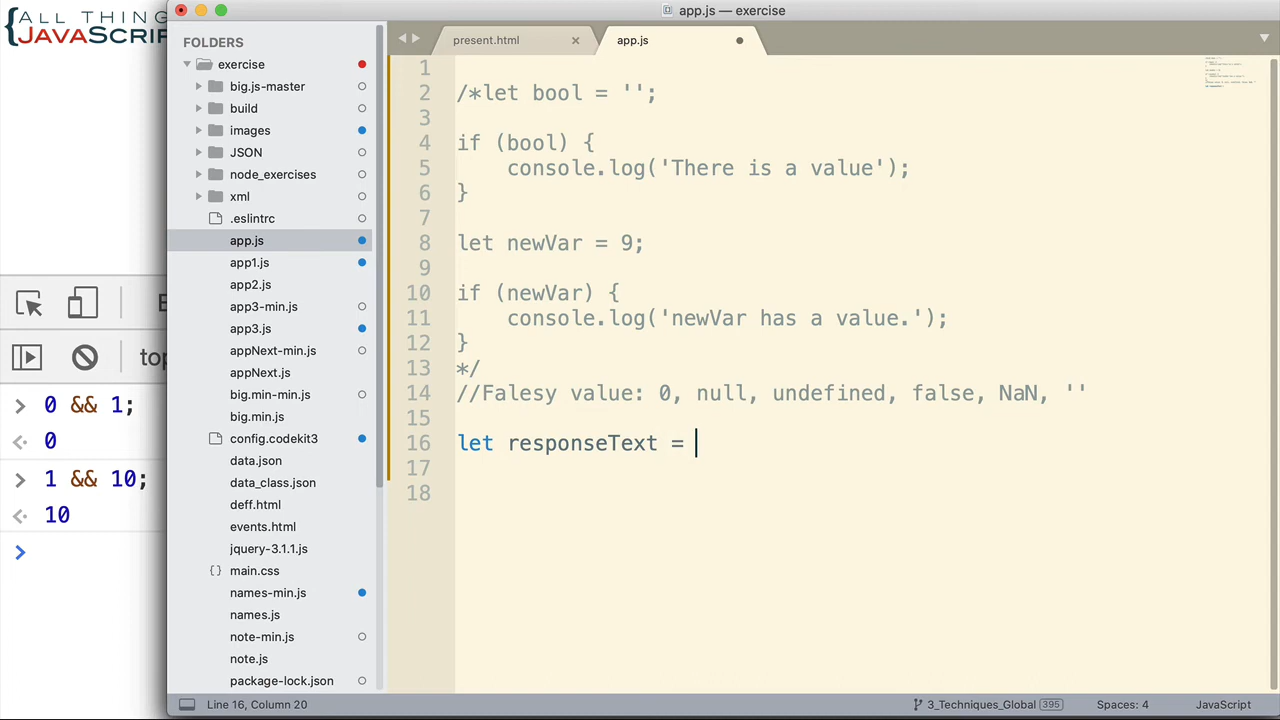 ALL THING
{JAVASCRIP
app.js — exercise
FOLDERS
exercise
big.js-master
build
images
JSON
node_exercises
xml
.eslintrc
app.js
app1.js
app2.js
app3-min.js
app3.js
appNext-min.js
appNext.js
big.min-min.js
big.min.js
config.codekit3
data.json
data_class.json
deff.html
events.html
jquery-3.1.1.js
{} main.css
names-min.js
names.js
note-min.js
note.js
package-lock.json
present.html ×
app.js
1
2 /*let bool = '';
3
4 if (bool) {
5 console.log('There is a value');
6 }
7
8 let newVar = 9;
9
10 if (newVar) {
11 console.log('newVar has a value.');
12 }
13 */
14 //Falesy value: 0, null, undefined, false, NaN, ''
15
16 let responseText =
17
18
top
> 0 && 1;
0
> 1 && 10;
10
>
Line 16, Column 20
3_Techniques_Global 395
Spaces: 4
JavaScript